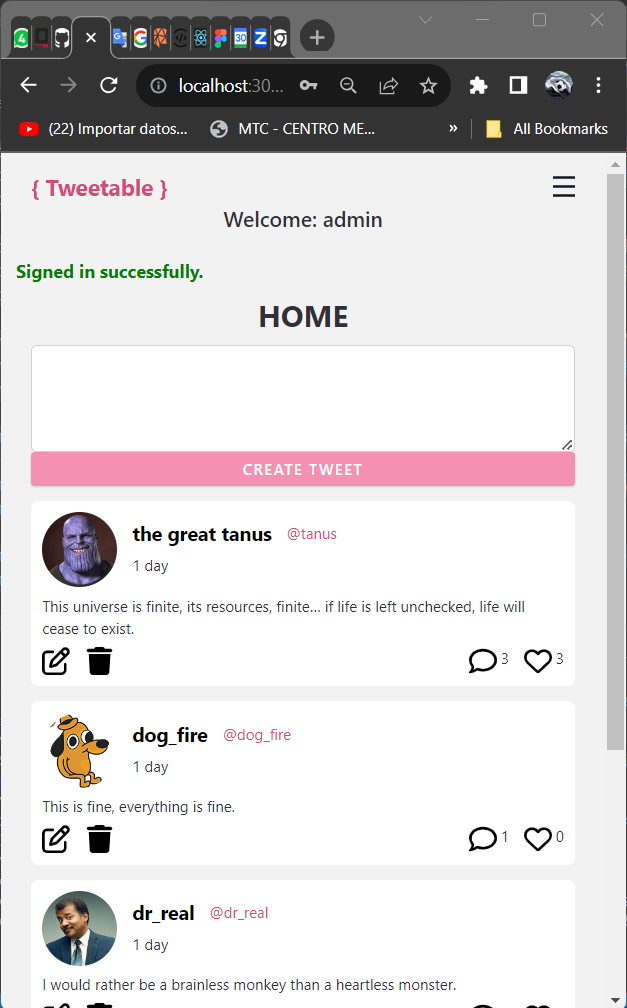 4
30
Z
localhost:30...
(22) Importar datos...
MTC - CENTRO ME...
»
All Bookmarks
{ Tweetable }
Welcome: admin
Signed in successfully.
HOME
CREATE TWEET
the great tanus @tanus
1 day
This universe is finite, its resources, finite... if life is left unchecked, life will
cease to exist.
3 3
dog_fire @dog_fire
1 day
This is fine, everything is fine.
1 0
dr_real @dr_real
1 day
I would rather be a brainless monkey than a heartless monster.